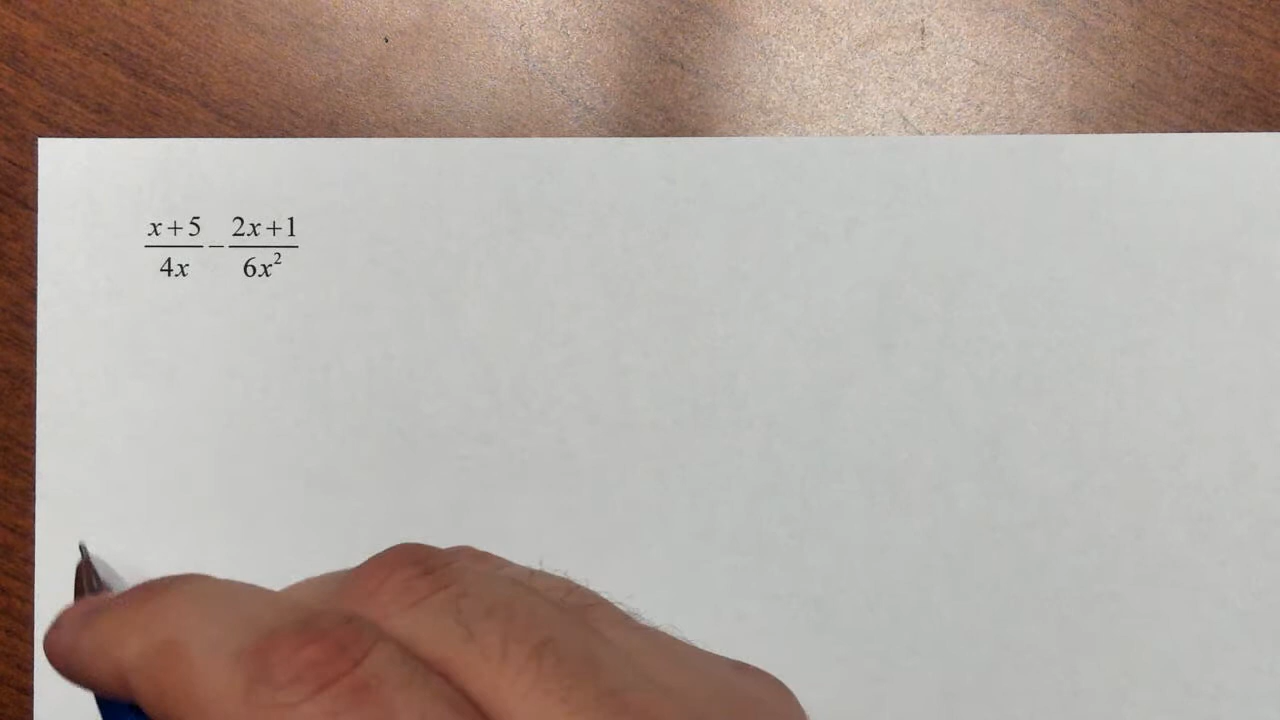 (x+5)/(4x) − (2x+1)/(6x²)